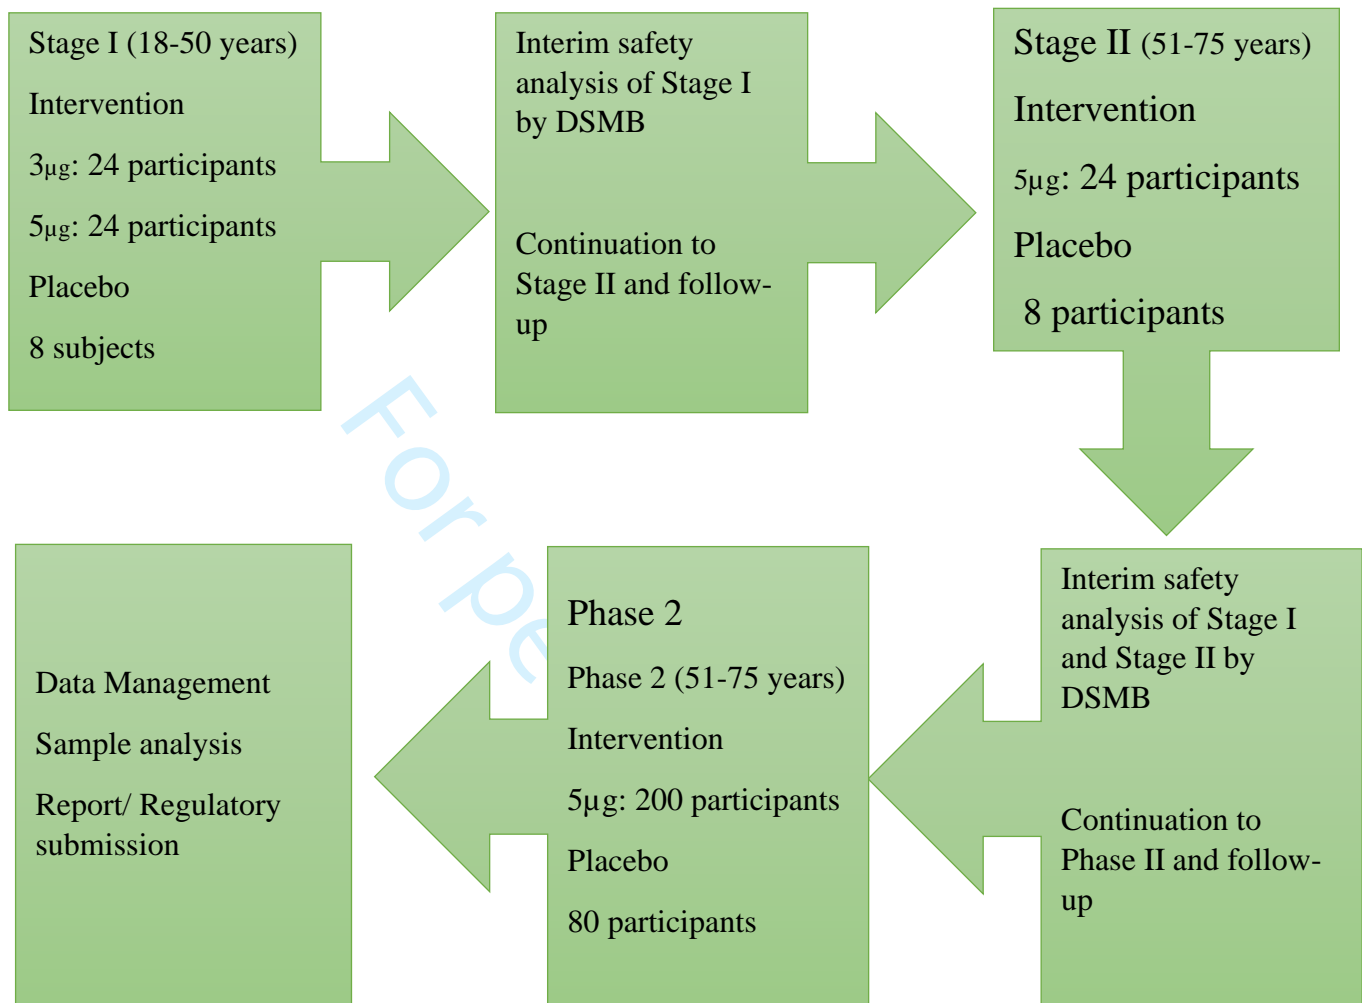 Stage I (18-50 years)
Intervention
3µg: 24 participants
5µg: 24 participants
Placebo
8 subjects
Interim safety
analysis of Stage I
by DSMB
Continuation to
Stage II and follow-
up
Stage II (51-75 years)
Intervention
5µg: 24 participants
Placebo
8 participants
Interim safety
analysis of Stage I
and Stage II by
DSMB
Continuation to
Phase II and follow-
up
Phase 2
Phase 2 (51-75 years)
Intervention
5µg: 200 participants
Placebo
80 participants
Data Management
Sample analysis
Report/ Regulatory
submission
For pe